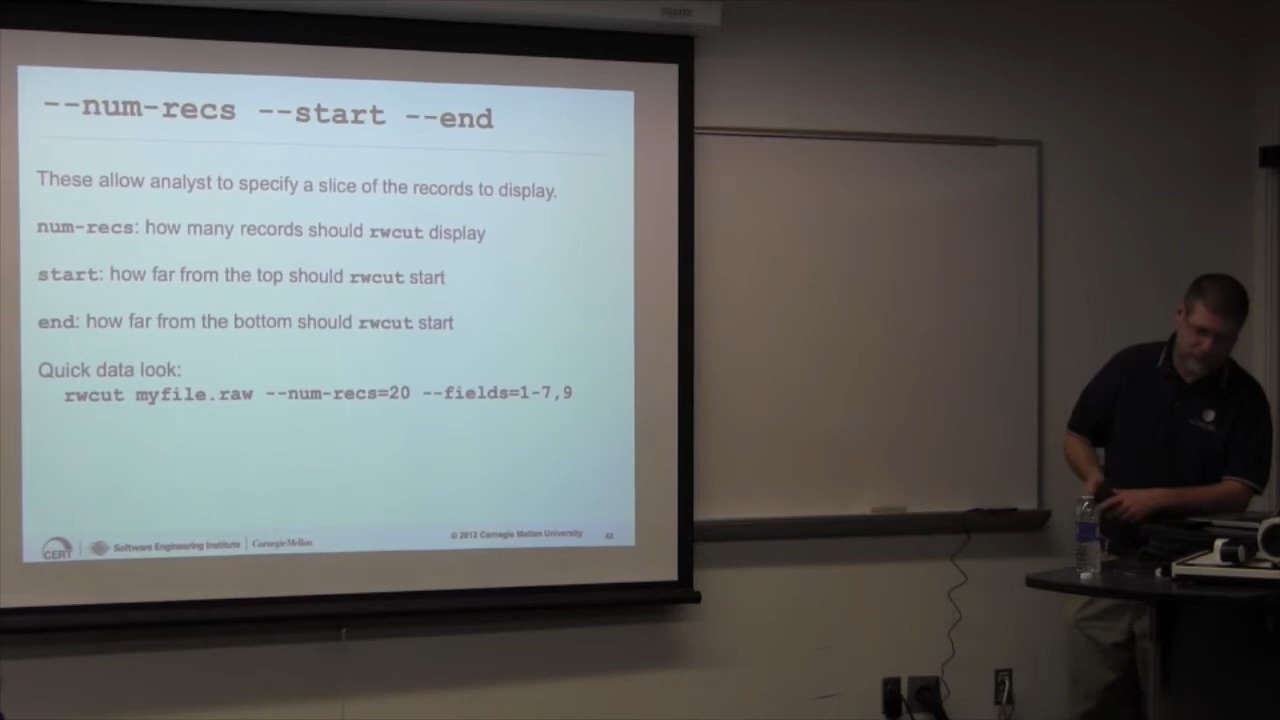 --num-recs --start --end
These allow analyst to specify a slice of the records to display.
num-recs: how many records should rwcut display
start: how far from the top should rwcut start
end: how far from the bottom should rwcut start
Quick data look:
rwcut myfile.raw --num-recs=20 --fields=1-7,9
CERT
Software Engineering Institute
CarnegieMellon
© 2012 Carnegie Mellon University